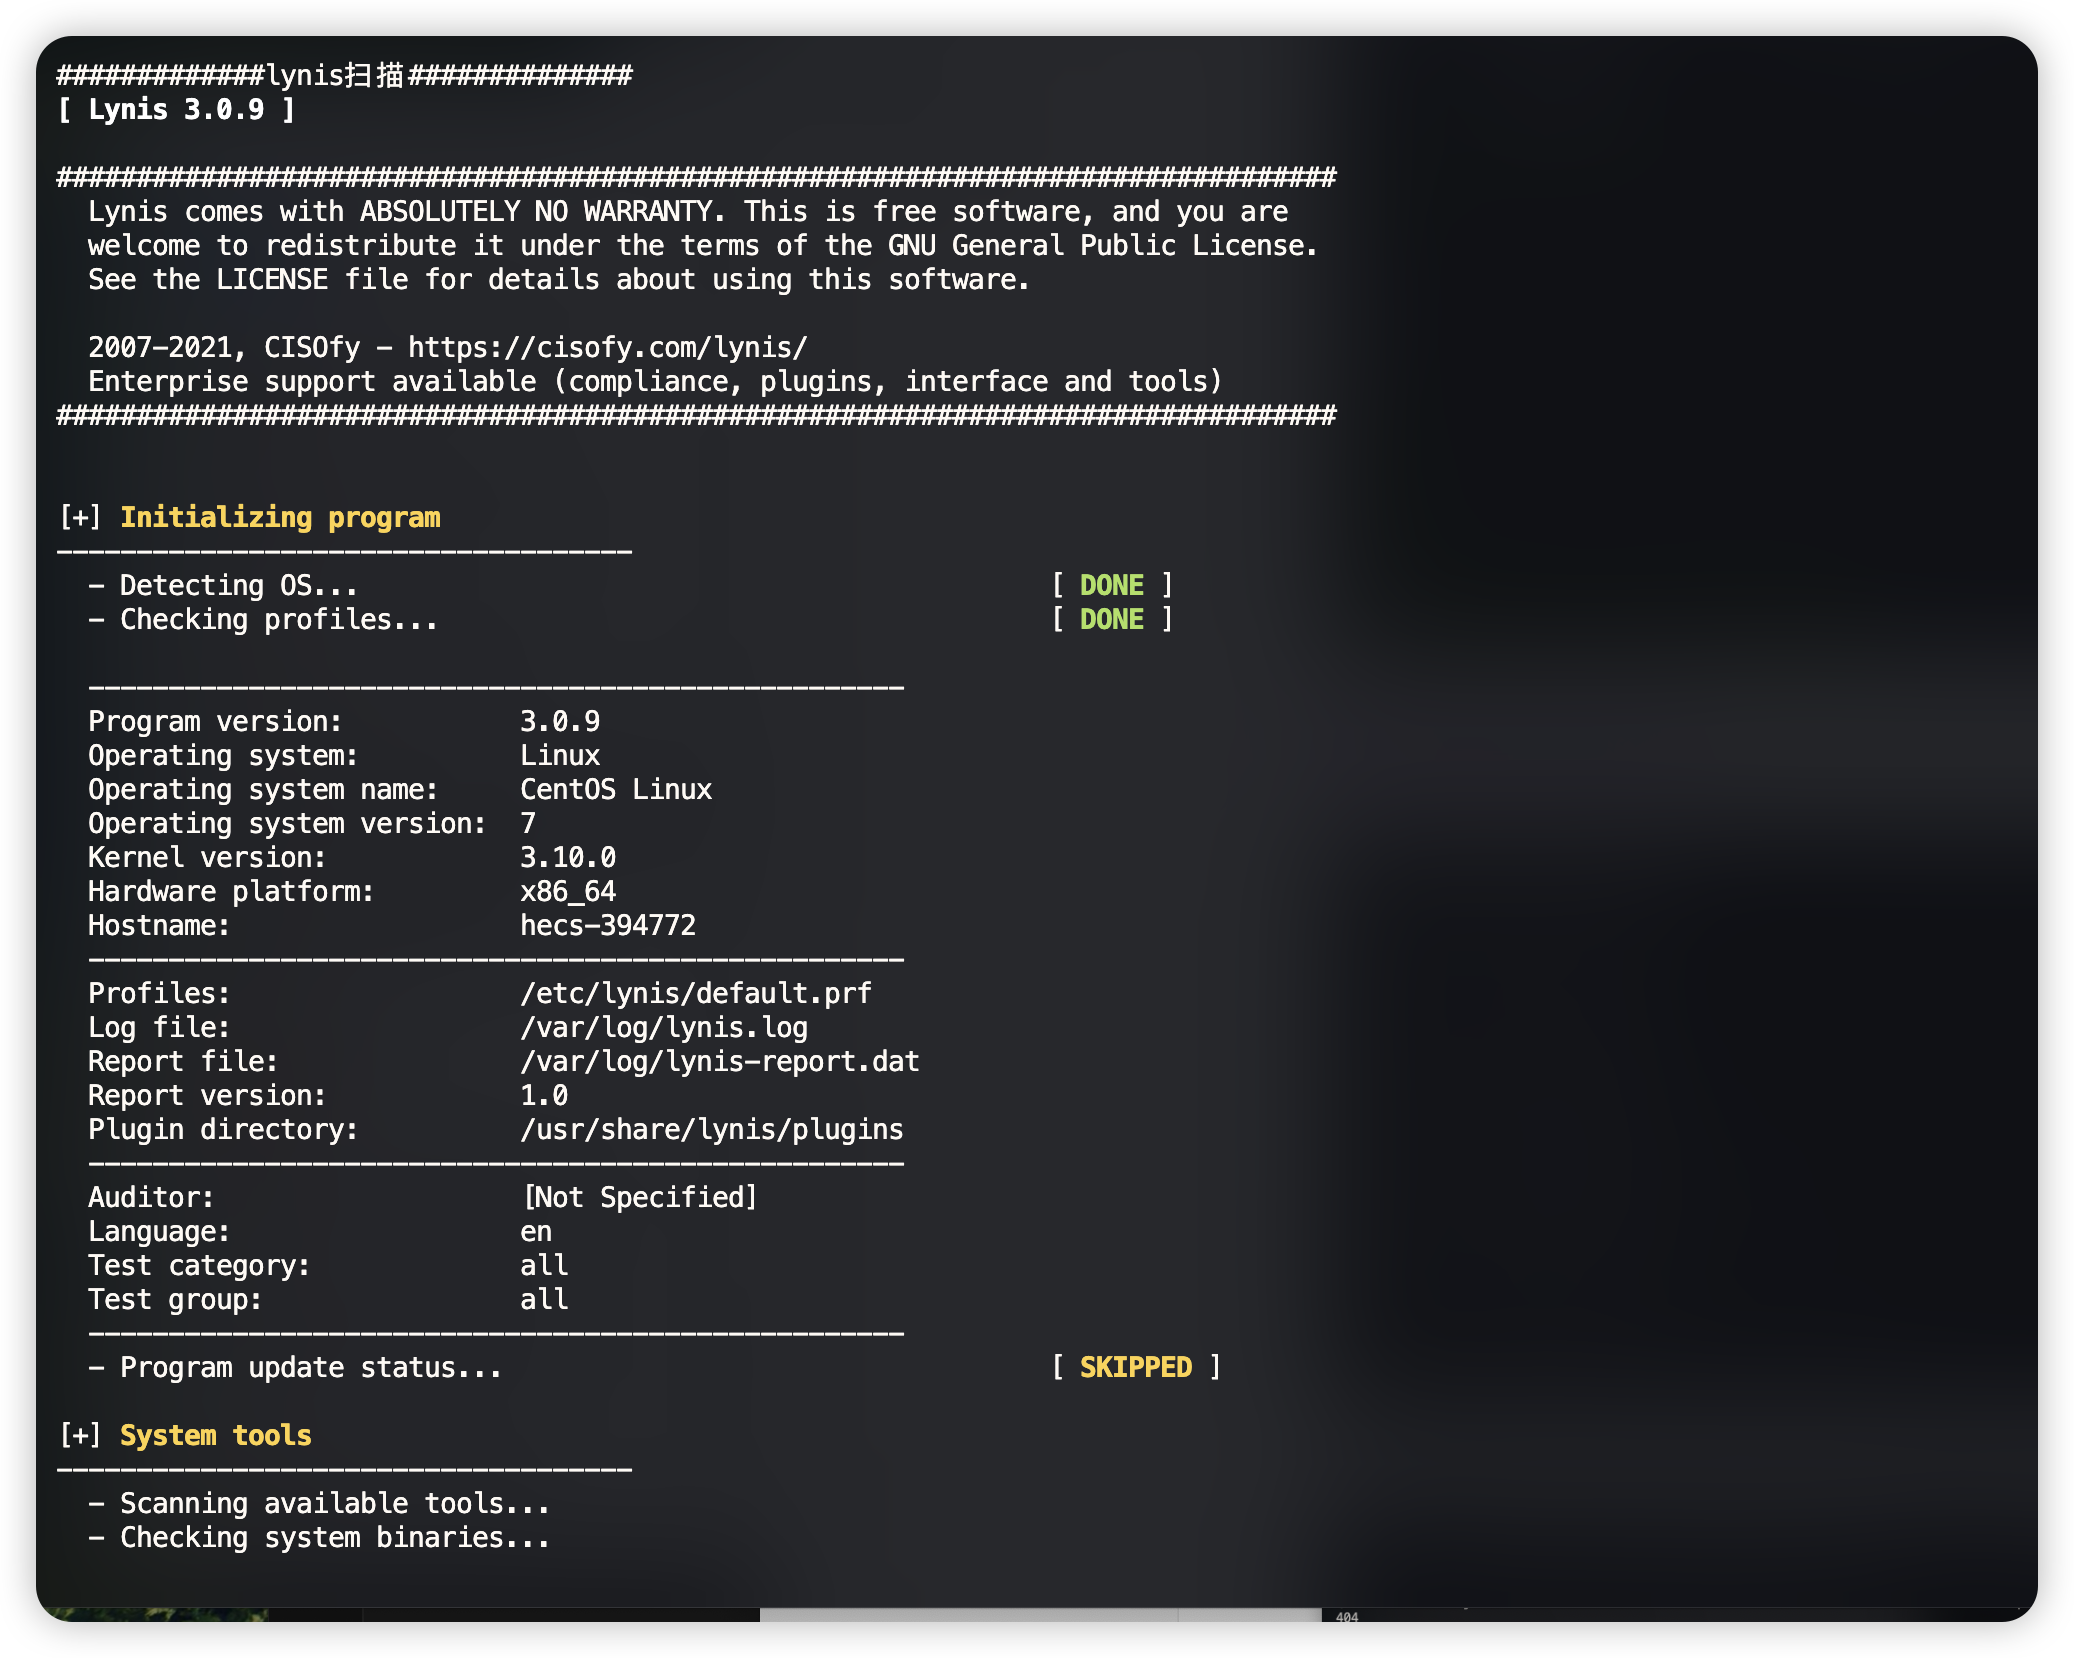 #############lynis扫描##############
[ Lynis 3.0.9 ]
################################################################################
Lynis comes with ABSOLUTELY NO WARRANTY. This is free software, and you are
welcome to redistribute it under the terms of the GNU General Public License.
See the LICENSE file for details about using this software.
2007-2021, CISOfy - https://cisofy.com/lynis/
Enterprise support available (compliance, plugins, interface and tools)
################################################################################
[+] Initializing program
------------------------------------
- Detecting OS... [ DONE ]
- Checking profiles... [ DONE ]
---------------------------------------------------
Program version: 3.0.9
Operating system: Linux
Operating system name: CentOS Linux
Operating system version: 7
Kernel version: 3.10.0
Hardware platform: x86_64
Hostname: hecs-394772
---------------------------------------------------
Profiles: /etc/lynis/default.prf
Log file: /var/log/lynis.log
Report file: /var/log/lynis-report.dat
Report version: 1.0
Plugin directory: /usr/share/lynis/plugins
---------------------------------------------------
Auditor: [Not Specified]
Language: en
Test category: all
Test group: all
---------------------------------------------------
- Program update status... [ SKIPPED ]
[+] System tools
------------------------------------
- Scanning available tools...
- Checking system binaries...
404